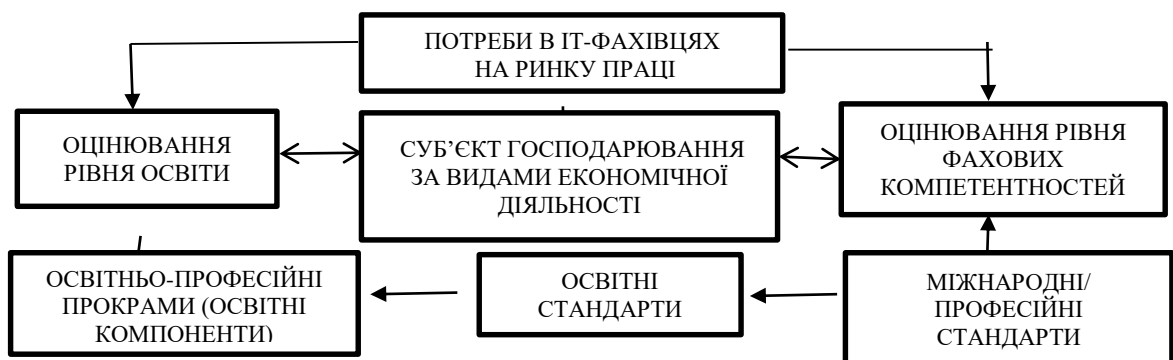 ПОТРЕБИ В ІТ-ФАХІВЦЯХ
НА РИНКУ ПРАЦІ
ОЦІНЮВАННЯ
РІВНЯ ОСВІТИ
СУБ’ЄКТ ГОСПОДАРЮВАННЯ
ЗА ВИДАМИ ЕКОНОМІЧНОЇ
ДІЯЛЬНОСТІ
ОЦІНЮВАННЯ РІВНЯ
ФАХОВИХ
КОМПЕТЕНТНОСТЕЙ
ОСВІТНЬО-ПРОФЕСІЙНІ
ПРОКРАМИ (ОСВІТНІ
КОМПОНЕНТИ)
ОСВІТНІ
СТАНДАРТИ
МІЖНАРОДНІ/
ПРОФЕСІЙНІ
СТАНДАРТИ